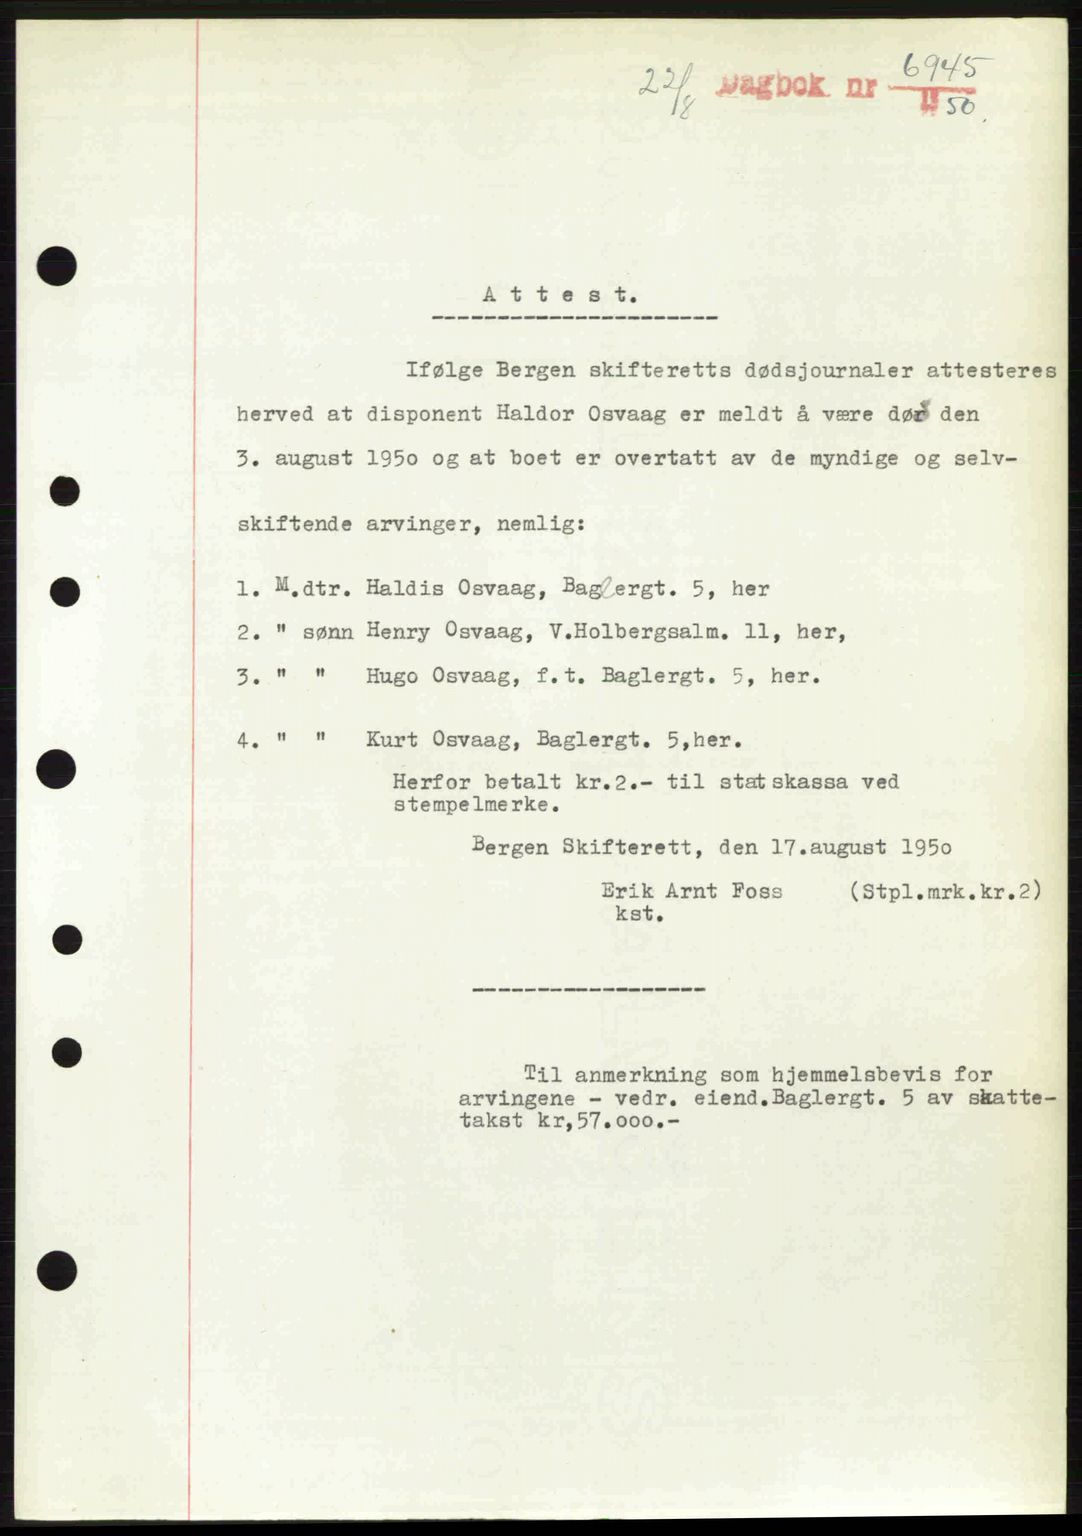 22/8 Dagbok nr 6945
II 50.
Attest.
Ifølge Bergen skifteretts dødsjournaler attesteres
herved at disponent Haldor Osvaag er meldt å være død den
3. august 195o og at boet er overtatt av de myndige og selv-
skiftende arvinger, nemlig:
1. M.dtr. Haldis Osvaag, Baglergt. 5, her
2. " sønn Henry Osvaag, V.Holbergsalm. 11, her,
3. " " Hugo Osvaag, f.t. Baglergt. 5, her.
4. " " Kurt Osvaag, Baglergt. 5,her.
Herfor betalt kr.2.- til statskassa ved
stempelmerke.
Bergen Skifterett, den 17.august 195o
Erik Arnt Foss (Stpl.mrk.kr.2)
kst.
Til anmerkning som hjemmelsbevis for
arvingene - vedr. eiend.Baglergt. 5 av skatte-
takst kr,57.ooo.-